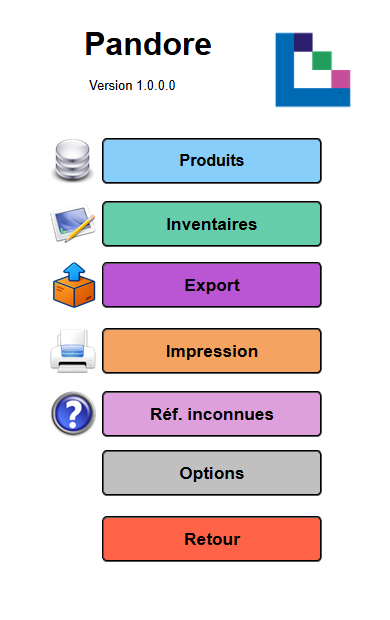 Pandore
Version 1.0.0.0
Produits
Inventaires
Export
Impression
Réf. inconnues
Options
Retour